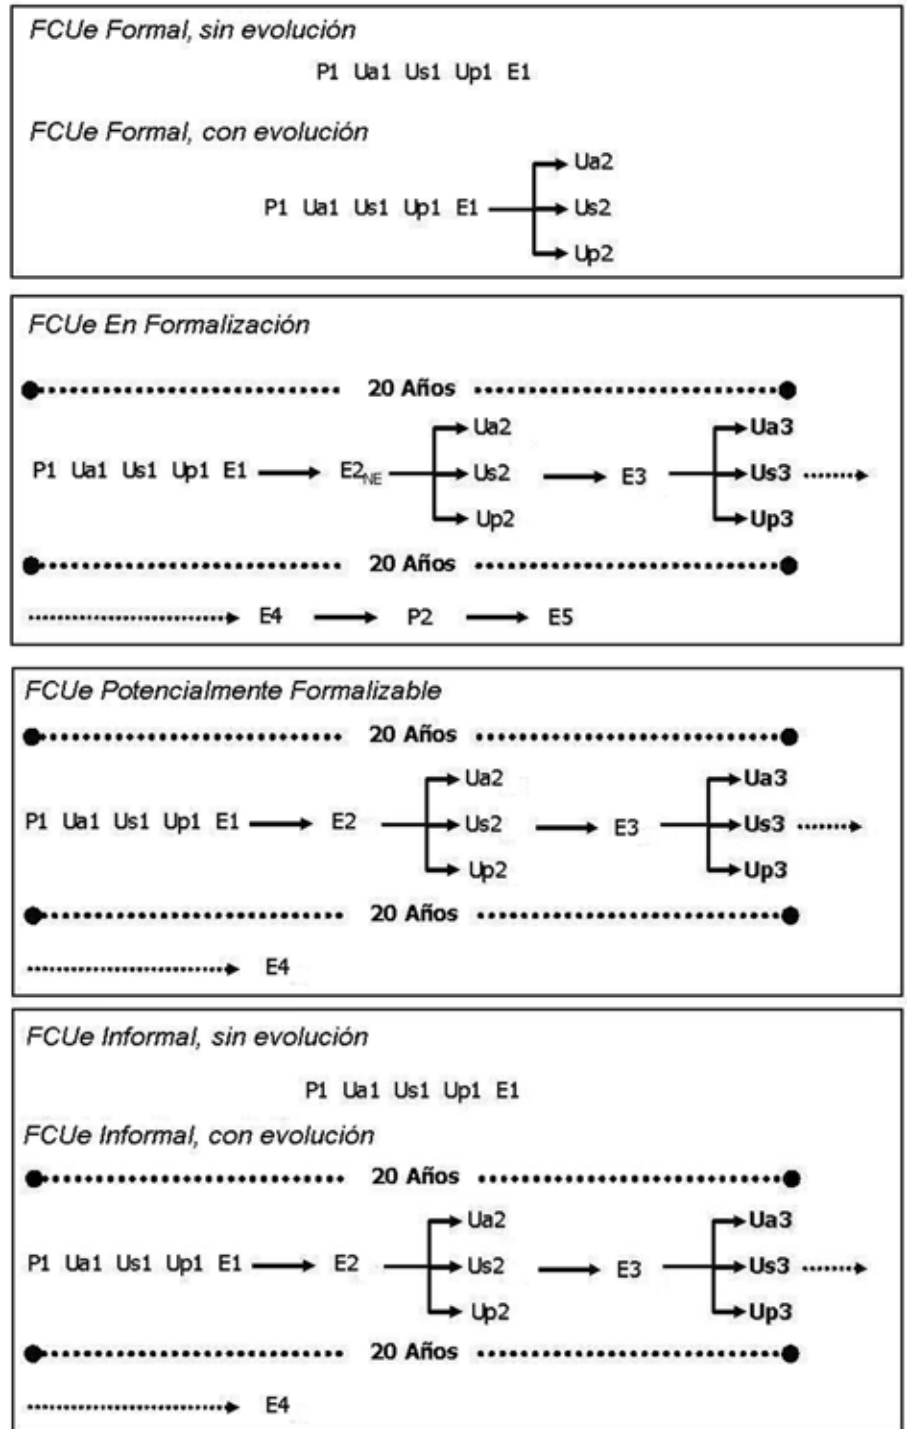 FCUe Formal, sin evolución
P1 Ua1 Us1 Up1 E1
FCUe Formal, con evolución
Ua2
P1 Ua1 Us1 Up1 E1 Us2
Up2
FCUe En Formalización
20 Años
Ua2 Ua3
P1 Ua1 Us1 Up1 E1 E2NE Us2 E3 Us3
Up2 Up3
20 Años
E4 P2 E5
FCUe Potencialmente Formalizable
20 Años
Ua2 Ua3
P1 Ua1 Us1 Up1 E1 E2 Us2 E3 Us3
Up2 Up3
20 Años
E4
FCUe Informal, sin evolución
P1 Ua1 Us1 Up1 E1
FCUe Informal, con evolución
20 Años
Ua2 Ua3
P1 Ua1 Us1 Up1 E1 E2 Us2 E3 Us3
Up2 Up3
20 Años
E4